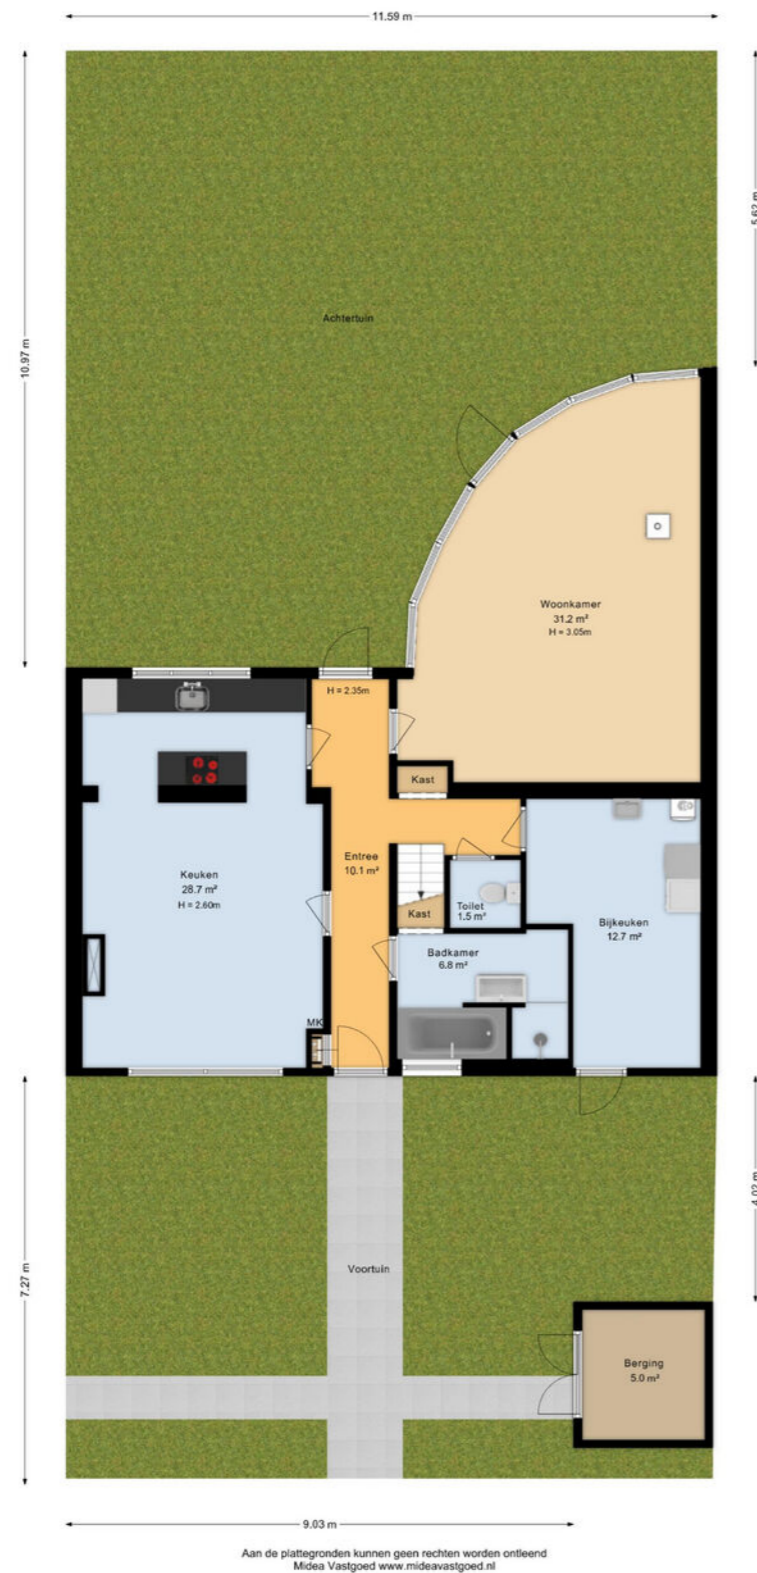 11.59 m
5.62 m
10.97 m
Achtertuin
Woonkamer
31.2 m²
H = 3.05m
H = 2.35m
Kast
Keuken
28.7 m²
H = 2.60m
Entree
10.1 m²
Kast
Toilet
1.5 m²
Bijkeuken
12.7 m²
Badkamer
6.8 m²
MK
4.02 m
7.27 m
Voortuin
Berging
5.0 m²
9.03 m
Aan de plattegronden kunnen geen rechten worden ontleend
Midea Vastgoed www.mideavastgoed.nl